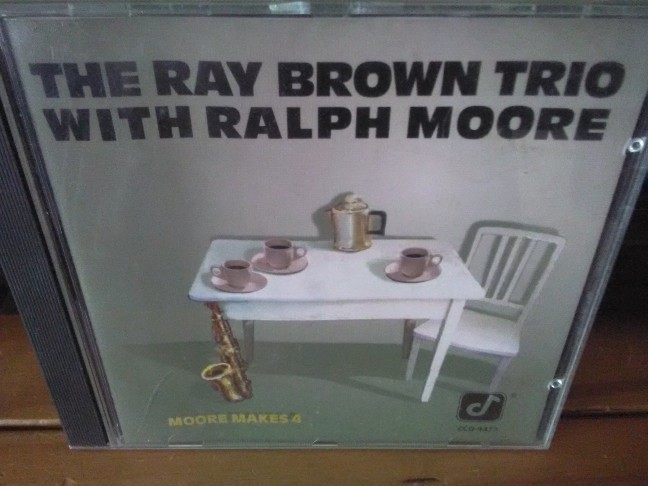 THE RAY BROWN TRIO
WITH RALPH MOORE
MOORE MAKES 4